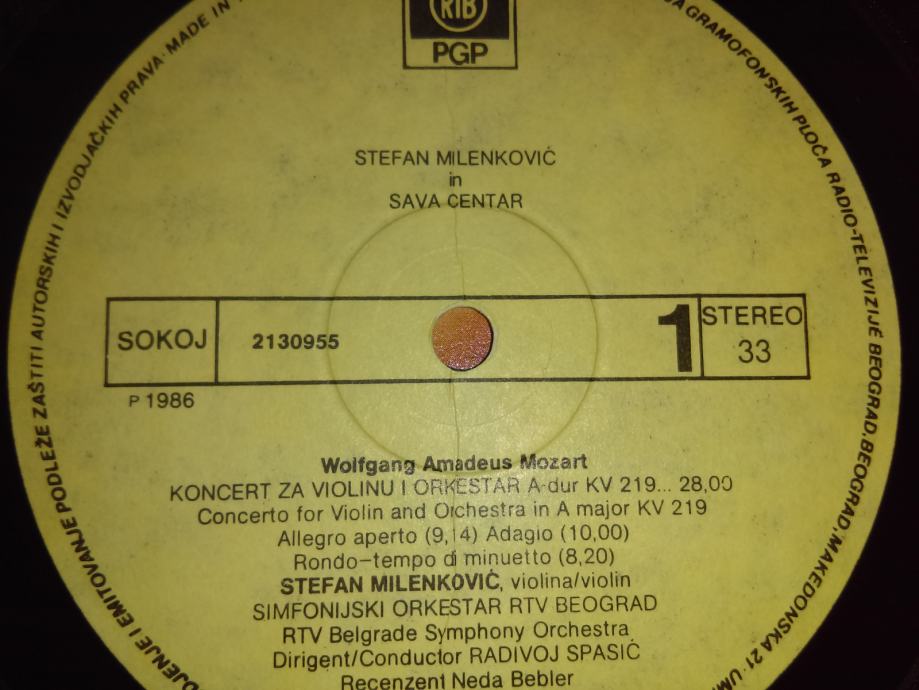 RTB
PGP
STEFAN MILENKOVIĆ
in
SAVA CENTAR
SOKOJ
2130955
1
STEREO
33
P 1986
Wolfgang Amadeus Mozart
KONCERT ZA VIOLINU I ORKESTAR A-dur KV 219... 28,00
Concerto for Violin and Orchestra in A major KV 219
Allegro aperto (9,14) Adagio (10,00)
Rondo-tempo di minuetto (8,20)
STEFAN MILENKOVIĆ, violina/violin
SIMFONIJSKI ORKESTAR RTV BEOGRAD
RTV Belgrade Symphony Orchestra
Dirigent/Conductor RADIVOJ SPASIĆ
Recenzent Neda Bebler
EMITOVANJE PODLEŽE ZAŠTITI AUTORSKIH I IZVODJAČKIH PRAVA · MADE IN
GRAMOFONSKIH PLOČA RADIO-TELEVIZIJE BEOGRAD, BEOGRAD, MAKEDONSKA 21